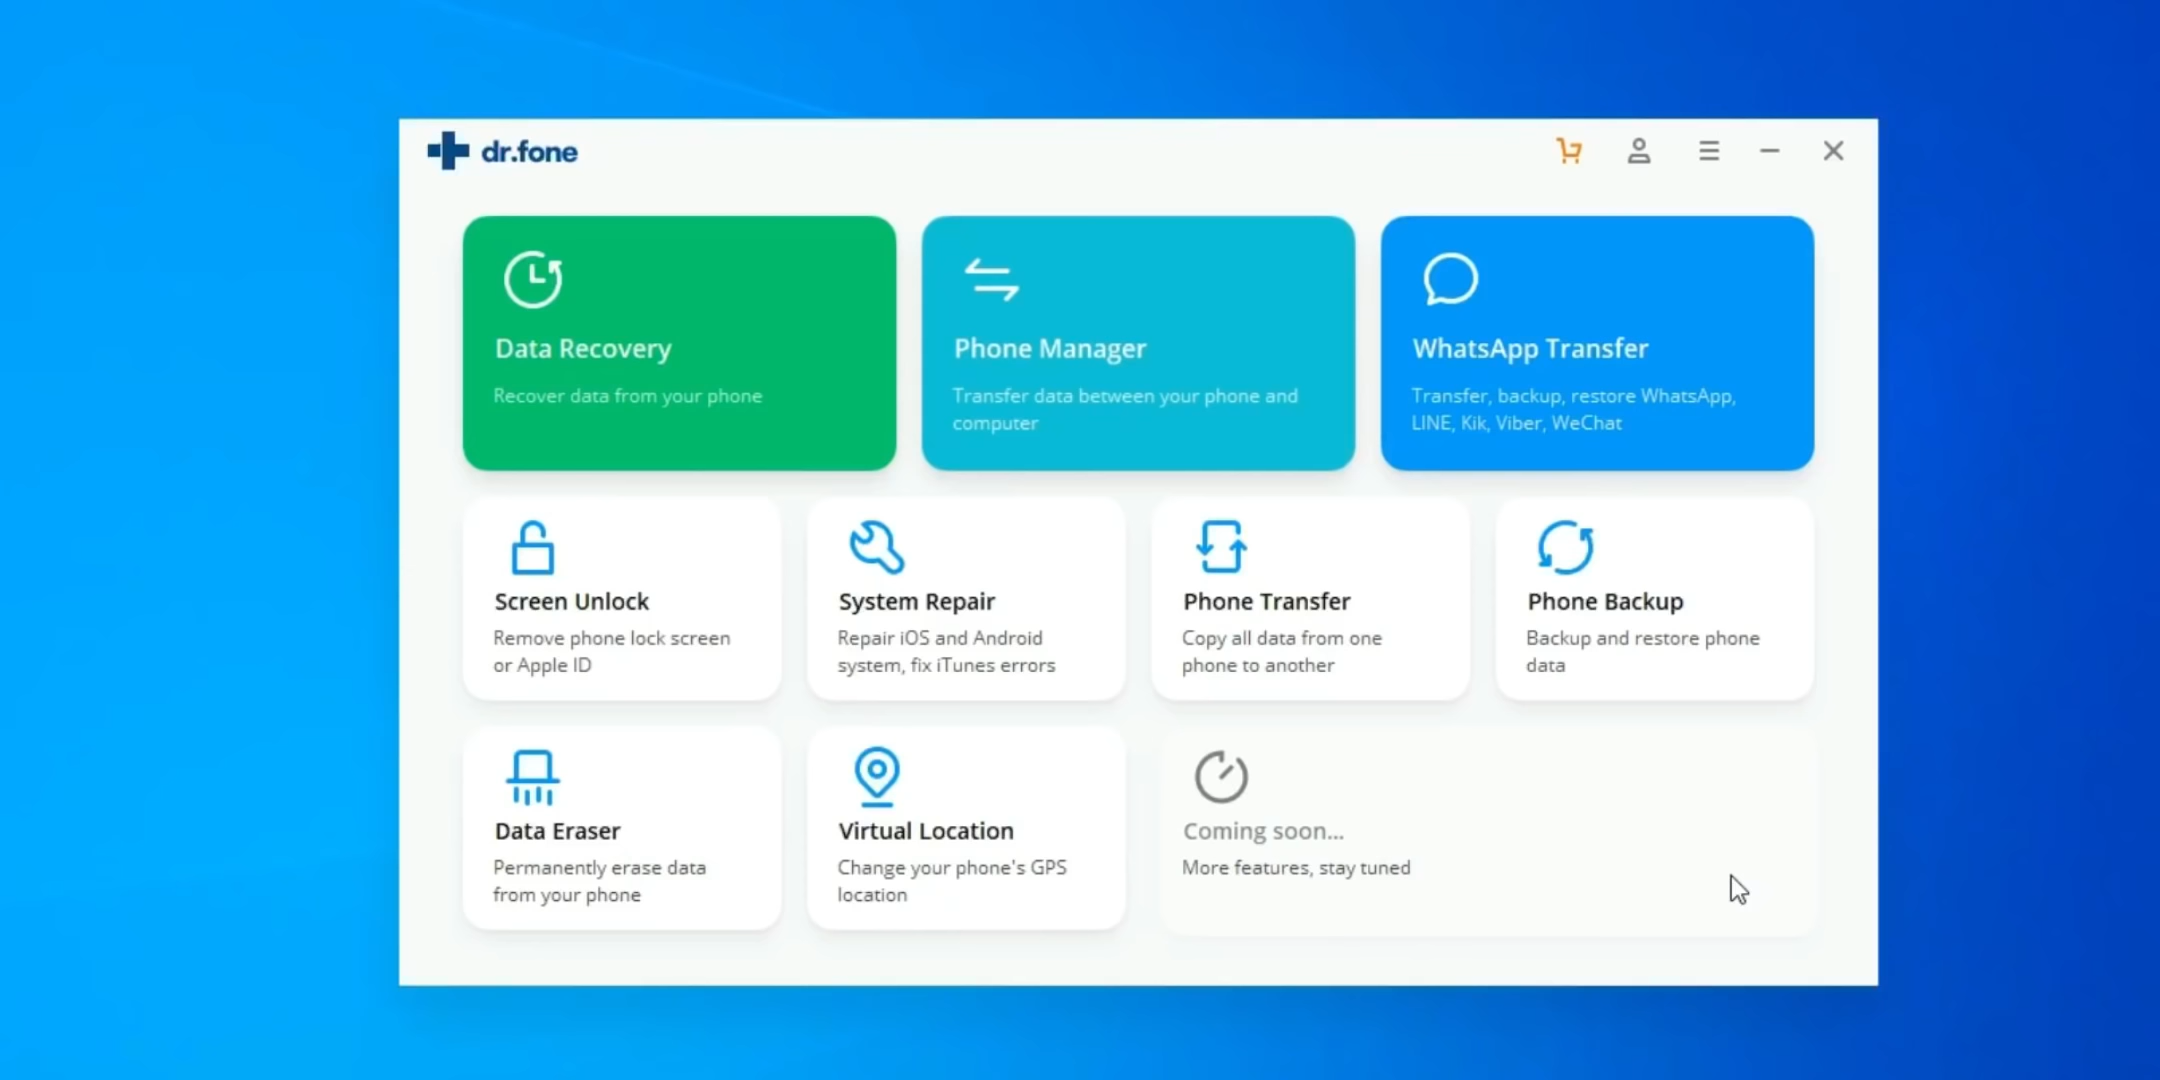 dr.fone
Data Recovery
Recover data from your phone
Phone Manager
Transfer data between your phone and
computer
WhatsApp Transfer
Transfer, backup, restore WhatsApp,
LINE, Kik, Viber, WeChat
Screen Unlock
Remove phone lock screen
or Apple ID
System Repair
Repair iOS and Android
system, fix iTunes errors
Phone Transfer
Copy all data from one
phone to another
Phone Backup
Backup and restore phone
data
Data Eraser
Permanently erase data
from your phone
Virtual Location
Change your phone's GPS
location
Coming soon...
More features, stay tuned